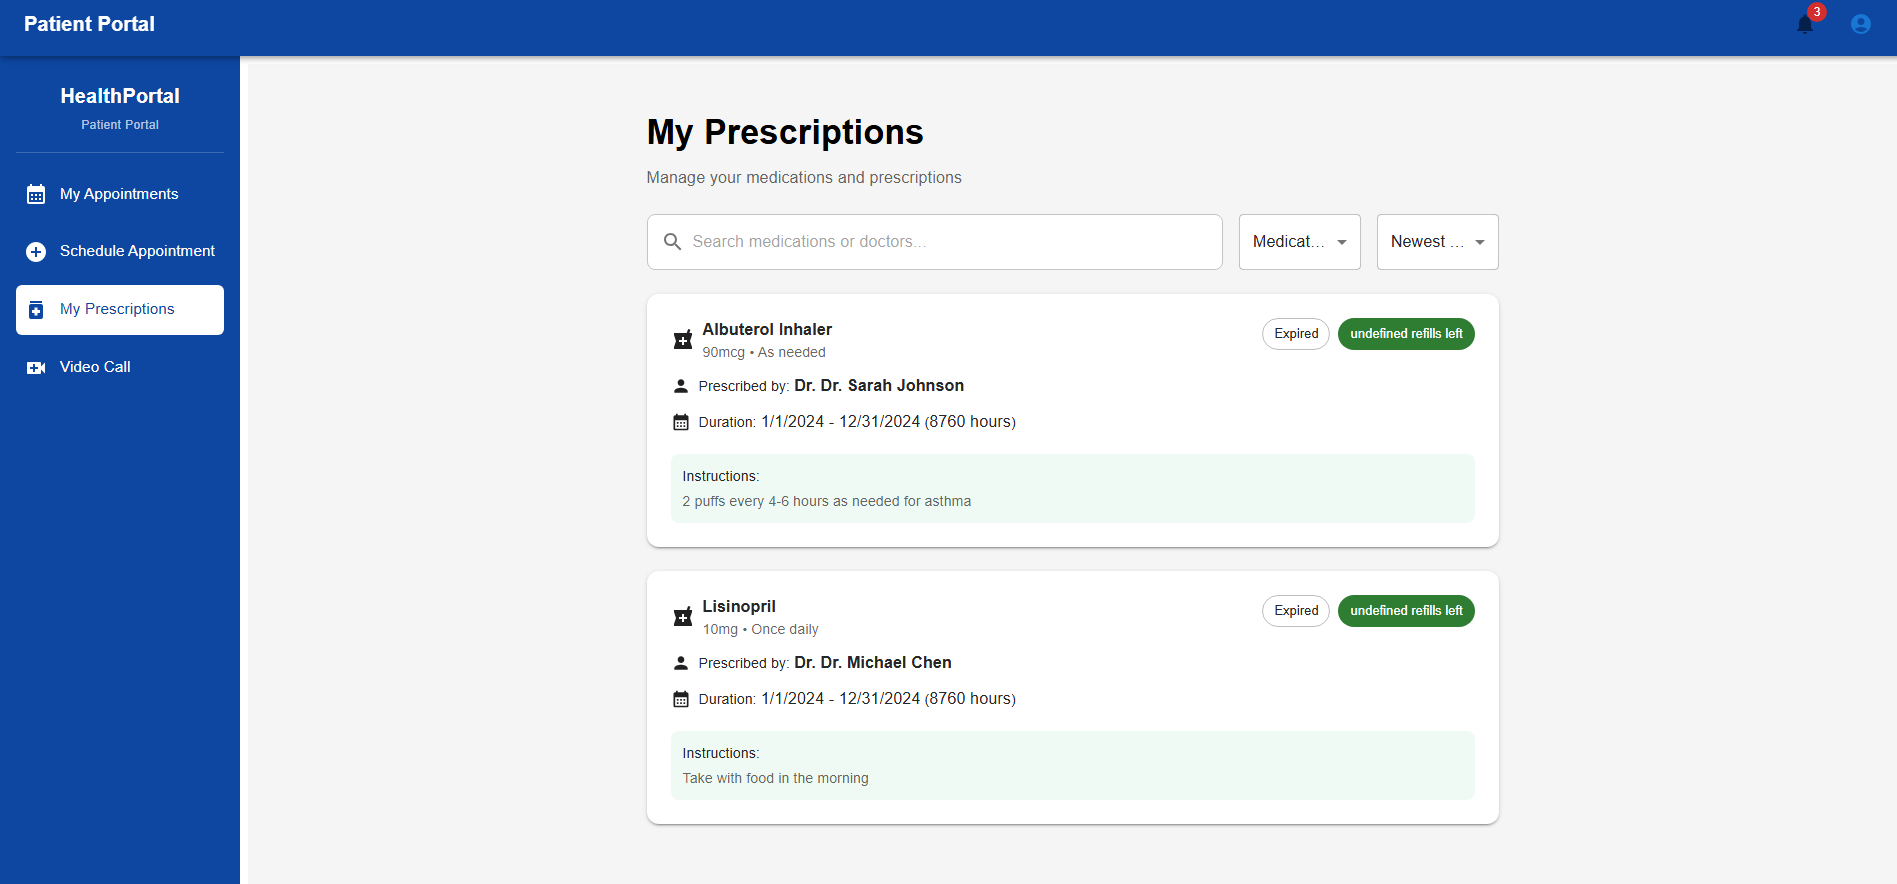 Patient Portal
3
HealthPortal
Patient Portal
My Appointments
Schedule Appointment
My Prescriptions
Video Call
My Prescriptions
Manage your medications and prescriptions
Search medications or doctors...
Medicat...
Newest ...
Albuterol Inhaler
90mcg • As needed
Expired
undefined refills left
Prescribed by: Dr. Dr. Sarah Johnson
Duration: 1/1/2024 - 12/31/2024 (8760 hours)
Instructions:
2 puffs every 4-6 hours as needed for asthma
Lisinopril
10mg • Once daily
Expired
undefined refills left
Prescribed by: Dr. Dr. Michael Chen
Duration: 1/1/2024 - 12/31/2024 (8760 hours)
Instructions:
Take with food in the morning